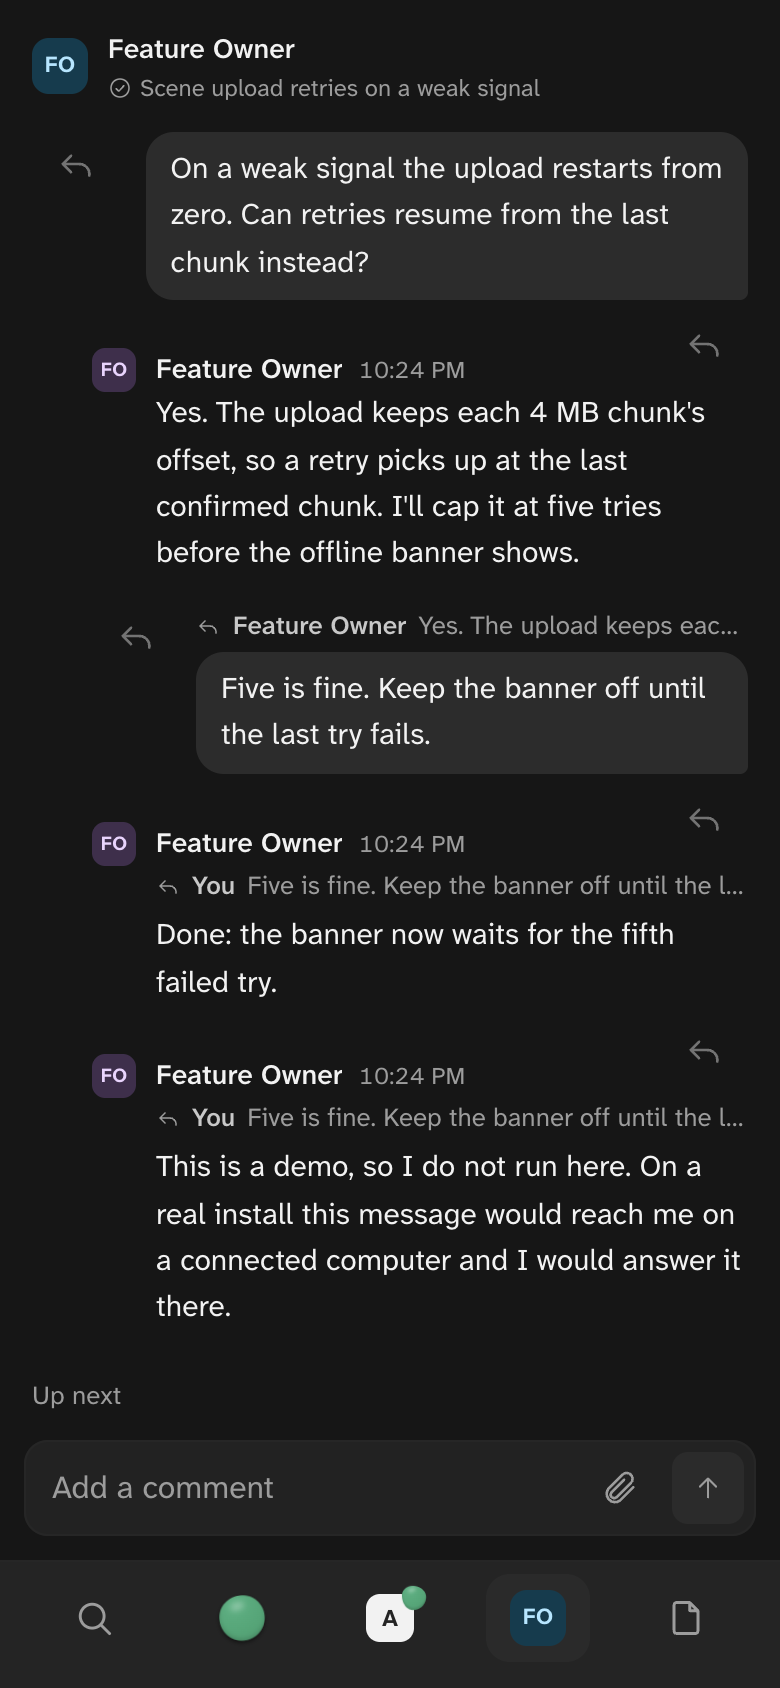 FO
Feature Owner
Scene upload retries on a weak signal
On a weak signal the upload restarts from
zero. Can retries resume from the last
chunk instead?
FO
Feature Owner 10:24 PM
Yes. The upload keeps each 4 MB chunk's
offset, so a retry picks up at the last
confirmed chunk. I'll cap it at five tries
before the offline banner shows.
Feature Owner Yes. The upload keeps eac...
Five is fine. Keep the banner off until
the last try fails.
FO
Feature Owner 10:24 PM
You Five is fine. Keep the banner off until the l...
Done: the banner now waits for the fifth
failed try.
FO
Feature Owner 10:24 PM
You Five is fine. Keep the banner off until the l...
This is a demo, so I do not run here. On a
real install this message would reach me on
a connected computer and I would answer it
there.
Up next
Add a comment
A
FO